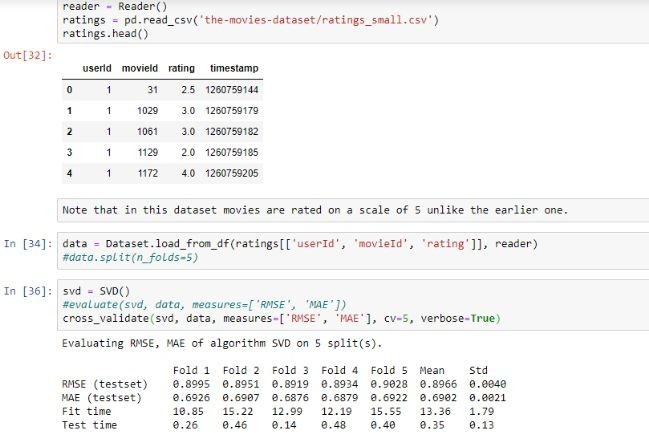 reader = Reader()
ratings = pd.read_csv('the-movies-dataset/ratings_small.csv')
ratings.head()
Out[32]:
userId movieId rating timestamp
0 1 31 2.5 1260759144
1 1 1029 3.0 1260759179
2 1 1061 3.0 1260759182
3 1 1129 2.0 1260759185
4 1 1172 4.0 1260759205
Note that in this dataset movies are rated on a scale of 5 unlike the earlier one.
In [34]: data = Dataset.load_from_df(ratings[['userId', 'movieId', 'rating']], reader)
#data.split(n_folds=5)
In [36]: svd = SVD()
#evaluate(svd, data, measures=['RMSE', 'MAE'])
cross_validate(svd, data, measures=['RMSE', 'MAE'], cv=5, verbose=True)
Evaluating RMSE, MAE of algorithm SVD on 5 split(s).
Fold 1 Fold 2 Fold 3 Fold 4 Fold 5 Mean Std
RMSE (testset) 0.8995 0.8951 0.8919 0.8934 0.9028 0.8966 0.0040
MAE (testset) 0.6926 0.6907 0.6876 0.6879 0.6922 0.6902 0.0021
Fit time 10.85 15.22 12.99 12.19 15.55 13.36 1.79
Test time 0.26 0.46 0.14 0.48 0.40 0.35 0.13